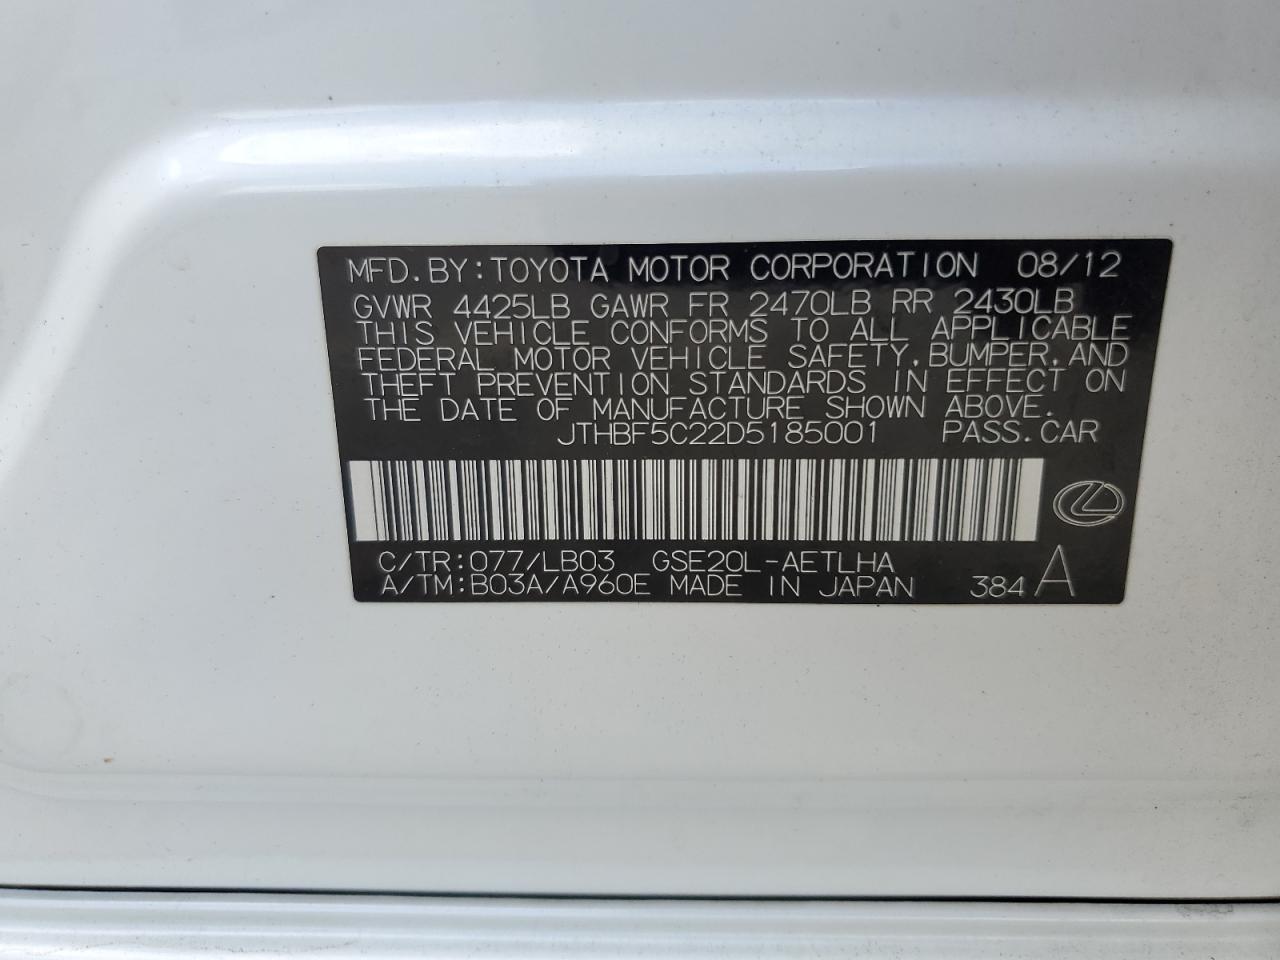 MFD.BY:TOYOTA MOTOR CORPORATION 08/12
GVWR 4425LB GAWR FR 2470LB RR 2430LB
THIS VEHICLE CONFORMS TO ALL APPLICABLE
FEDERAL MOTOR VEHICLE SAFETY,BUMPER,AND
THEFT PREVENTION STANDARDS IN EFFECT ON
THE DATE OF MANUFACTURE SHOWN ABOVE.
JTHBF5C22D5185001 PASS.CAR
C/TR:077/LB03 GSE20L-AETLHA
A/TM:B03A/A960E MADE IN JAPAN 384 A